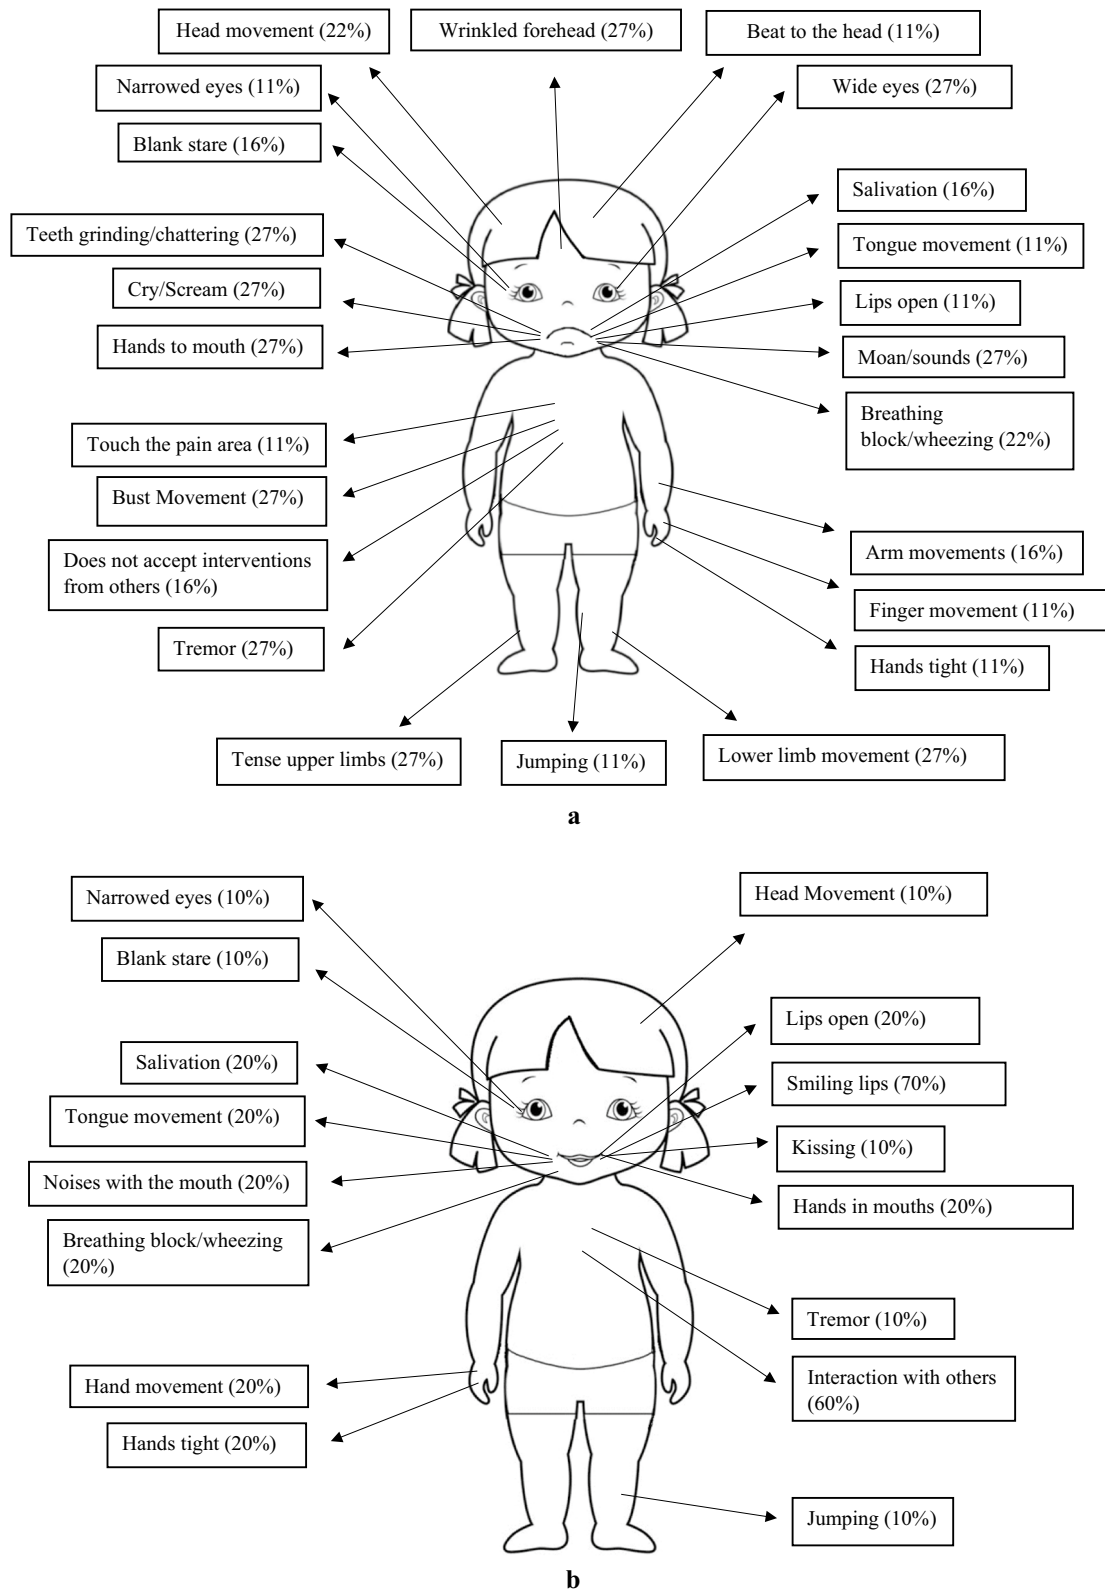 Head movement (22%)
Wrinkled forehead (27%)
Beat to the head (11%)
Narrowed eyes (11%)
Wide eyes (27%)
Blank stare (16%)
Salivation (16%)
Teeth grinding/chattering (27%)
Tongue movement (11%)
Cry/Scream (27%)
Lips open (11%)
Hands to mouth (27%)
Moan/sounds (27%)
Breathing
block/wheezing (22%)
Touch the pain area (11%)
Bust Movement (27%)
Does not accept interventions
from others (16%)
Arm movements (16%)
Finger movement (11%)
Tremor (27%)
Hands tight (11%)
Tense upper limbs (27%)
Jumping (11%)
Lower limb movement (27%)
a
Narrowed eyes (10%)
Head Movement (10%)
Blank stare (10%)
Lips open (20%)
Salivation (20%)
Smiling lips (70%)
Tongue movement (20%)
Kissing (10%)
Noises with the mouth (20%)
Hands in mouths (20%)
Breathing block/wheezing
(20%)
Tremor (10%)
Hand movement (20%)
Interaction with others
(60%)
Hands tight (20%)
Jumping (10%)
b